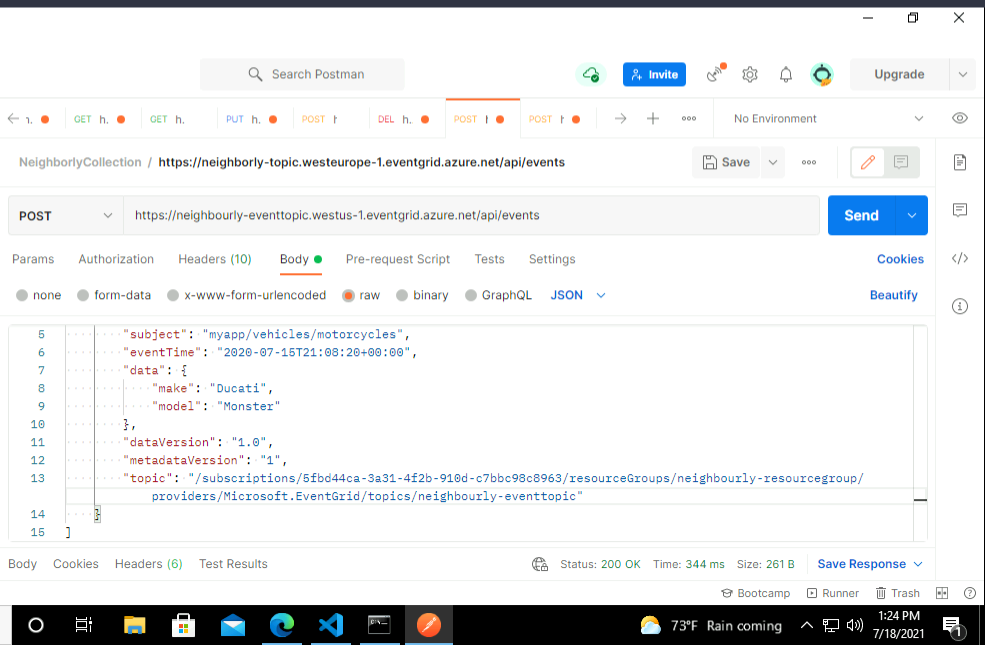 Search Postman
Invite
Upgrade
GET h.
GET h.
PUT h.
POST
DEL h.
POST
POST
No Environment
NeighborlyCollection / https://neighborly-topic.westeurope-1.eventgrid.azure.net/api/events
Save
POST
https://neighbourly-eventtopic.westus-1.eventgrid.azure.net/api/events
Send
Params Authorization Headers (10) Body Pre-request Script Tests Settings Cookies
none form-data x-www-form-urlencoded raw binary GraphQL JSON Beautify
5 "subject": "myapp/vehicles/motorcycles",
6 "eventTime": "2020-07-15T21:08:20+00:00",
7 "data": {
8 "make": "Ducati",
9 "model": "Monster"
10 },
11 "dataVersion": "1.0",
12 "metadataVersion": "1",
13 "topic": "/subscriptions/5fbd44ca-3a31-4f2b-910d-c7bbc98c8963/resourceGroups/neighbourly-resourcegroup/
providers/Microsoft.EventGrid/topics/neighbourly-eventtopic"
14 }
15 ]
Body Cookies Headers (6) Test Results Status: 200 OK Time: 344 ms Size: 261 B Save Response
Bootcamp Runner Trash
73°F Rain coming
1:24 PM
7/18/2021
1